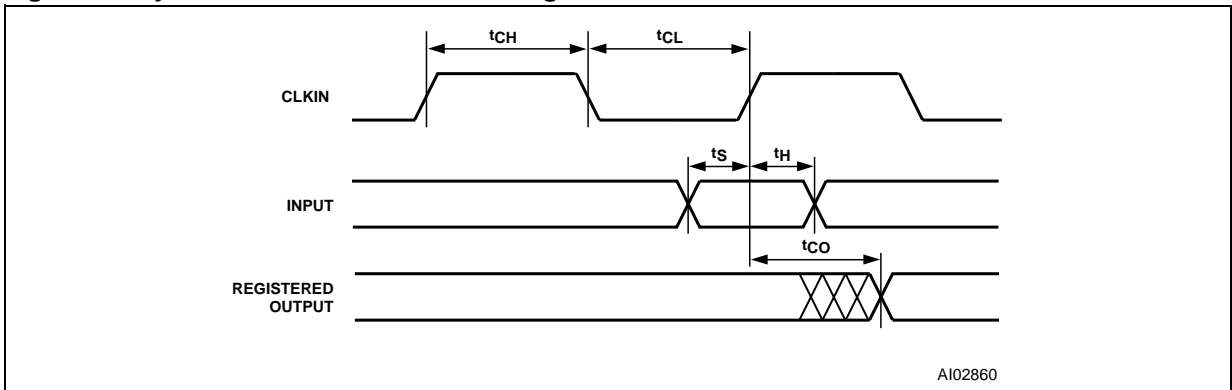 tCH
tCL
CLKIN
tS
tH
INPUT
tCO
REGISTERED
OUTPUT
AI02860